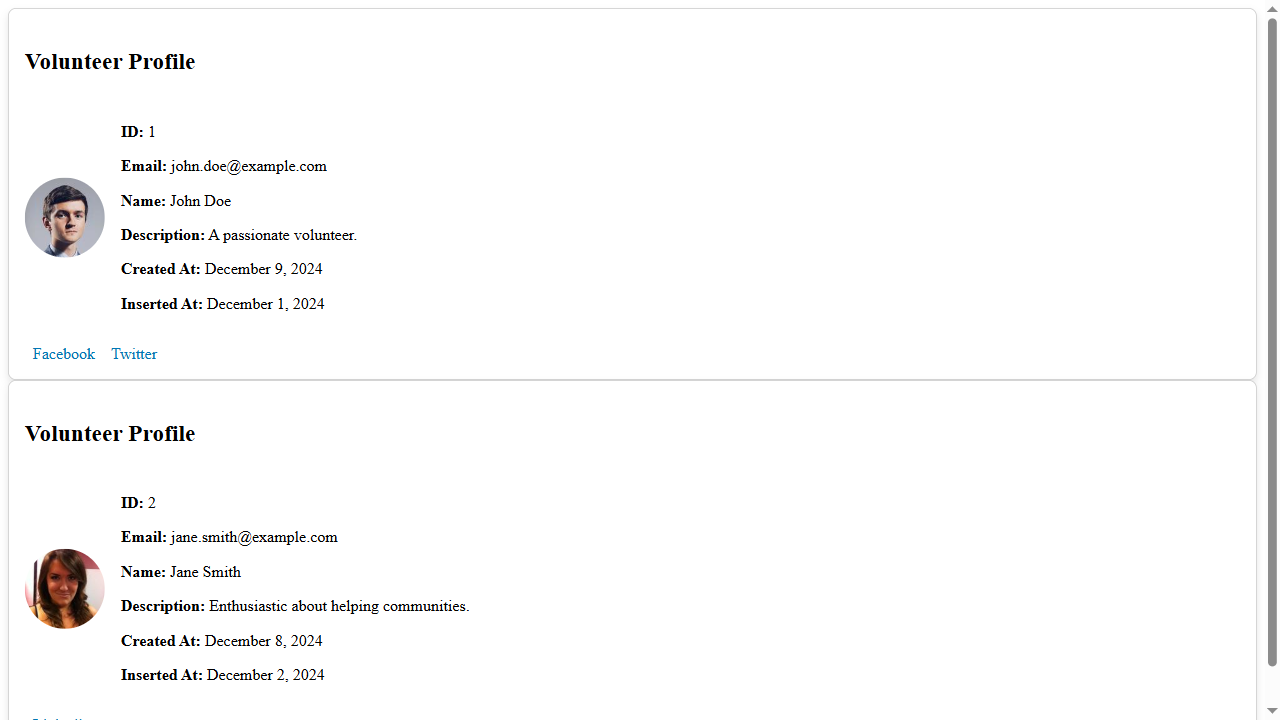 Volunteer Profile
ID: 1
Email: john.doe@example.com
Name: John Doe
Description: A passionate volunteer.
Created At: December 9, 2024
Inserted At: December 1, 2024
Facebook Twitter
Volunteer Profile
ID: 2
Email: jane.smith@example.com
Name: Jane Smith
Description: Enthusiastic about helping communities.
Created At: December 8, 2024
Inserted At: December 2, 2024